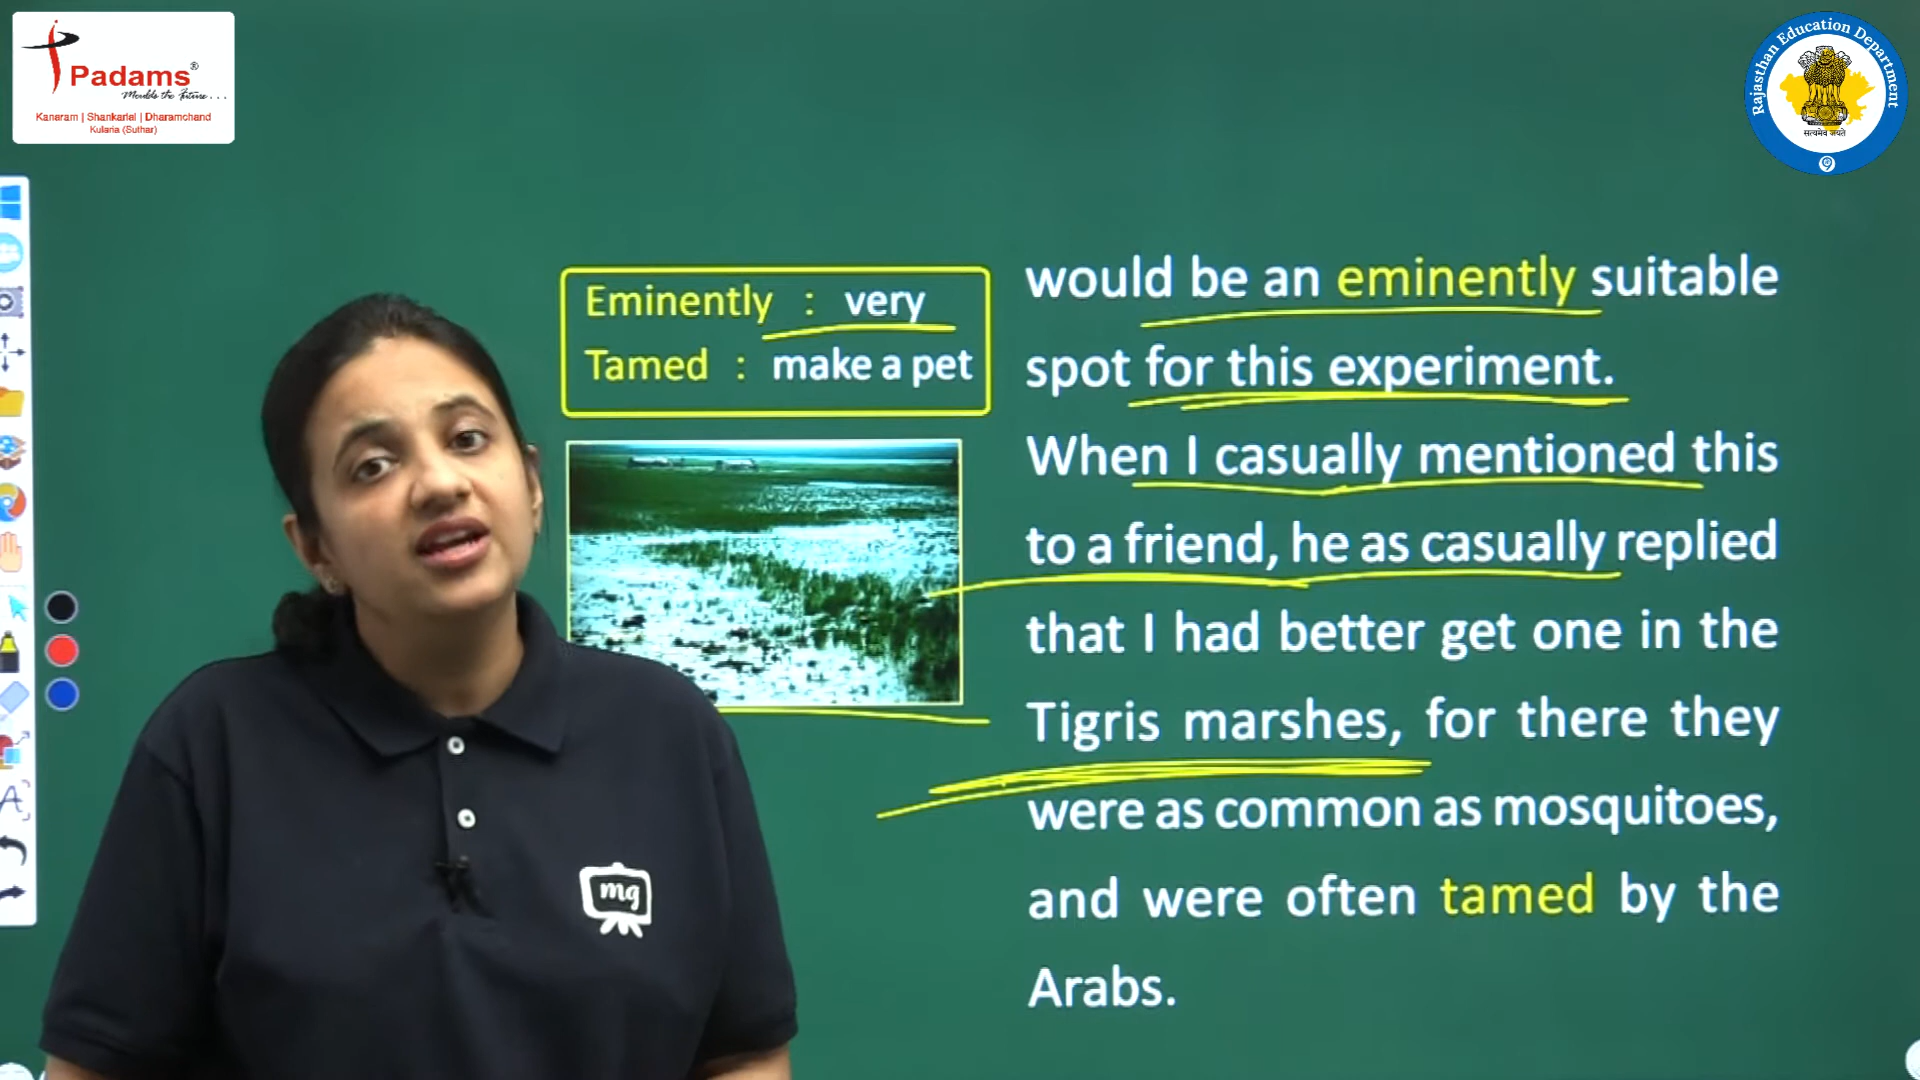 Padams®
Moulds the Future...
Kanaram | Shankarlal | Dharamchand
Kularia (Suthar)
Rajasthan Education Department
सत्यमेव जयते
Eminently : very
Tamed : make a pet
would be an eminently suitable
spot for this experiment.
When I casually mentioned this
to a friend, he as casually replied
that I had better get one in the
Tigris marshes, for there they
were as common as mosquitoes,
and were often tamed by the
Arabs.
mg
A